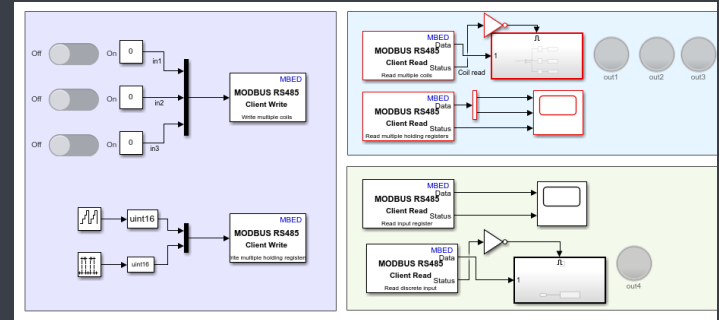 Off
On
0
in1
Off
On
0
in2
Off
On
0
in3
MBED
MODBUS RS485
Client Write
Write multiple coils
uint16
uint16
MBED
MODBUS RS485
Client Write
rite multiple holding register
MBED
Data
MODBUS RS485
Client Read
Status
Read multiple coils
Coil read
1
out1
out2
out3
MBED
Data
MODBUS RS485
Client Read
Status
Read multiple holding registers
MBED
Data
MODBUS RS485
Client Read
Status
Read input register
MBED
Data
MODBUS RS485
Client Read
Status
Read discrete input
1
out4